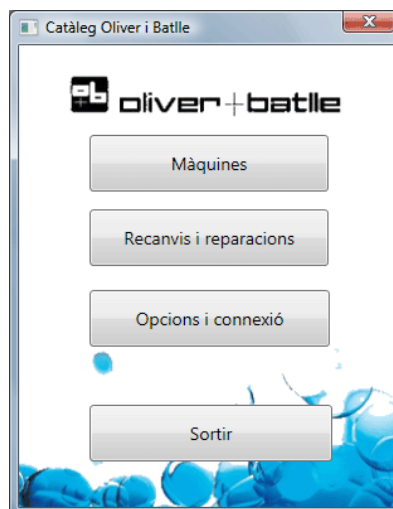 Catàleg Oliver i Batlle
o+b oliver+batlle
Màquines
Recanvis i reparacions
Opcions i connexió
Sortir